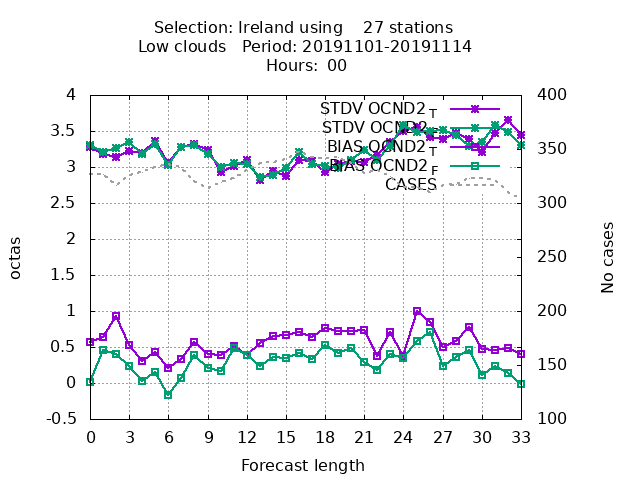 Selection: Ireland using    27 stations
Low clouds   Period: 20191101-20191114
Hours:  00
STDV OCND2 T
STDV OCND2 F
BIAS OCND2 T
BIAS OCND2 F
CASES
4
3.5
3
2.5
2
1.5
1
0.5
0
-0.5
octas
400
350
300
250
200
150
100
No cases
0 3 6 9 12 15 18 21 24 27 30 33
Forecast length